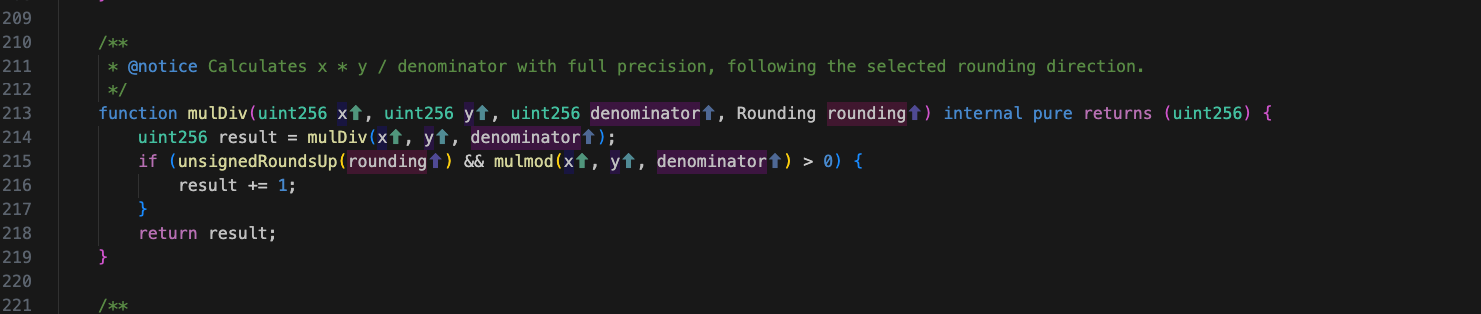 209
210 /**
211 * @notice Calculates x * y / denominator with full precision, following the selected rounding direction.
212 */
213 function mulDiv(uint256 x⬆, uint256 y⬆, uint256 denominator⬆, Rounding rounding⬆) internal pure returns (uint256) {
214 uint256 result = mulDiv(x⬆, y⬆, denominator⬆);
215 if (unsignedRoundsUp(rounding⬆) && mulmod(x⬆, y⬆, denominator⬆) > 0) {
216 result += 1;
217 }
218 return result;
219 }
220
221 /**